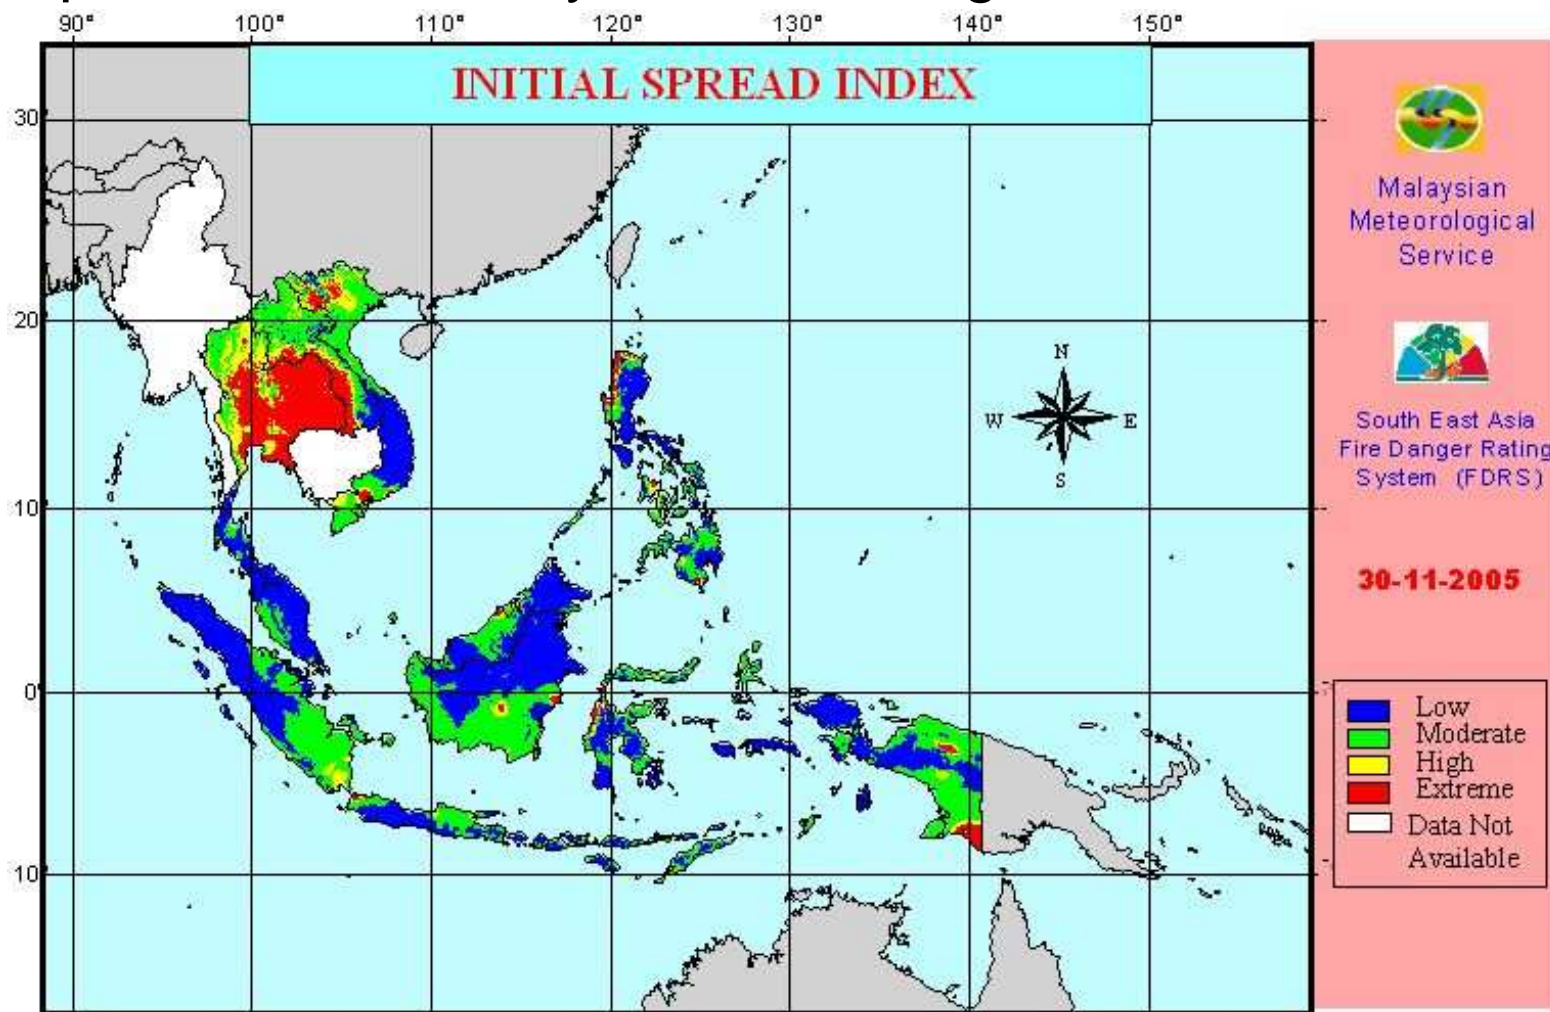 90° 100° 110° 120° 130° 140° 150°
INITIAL SPREAD INDEX
30
20
10
0
10
N
W E
S
Malaysian
Meteorological
Service
South East Asia
Fire Danger Rating
System (FDRS)
30-11-2005
Low
Moderate
High
Extreme
Data Not
Available